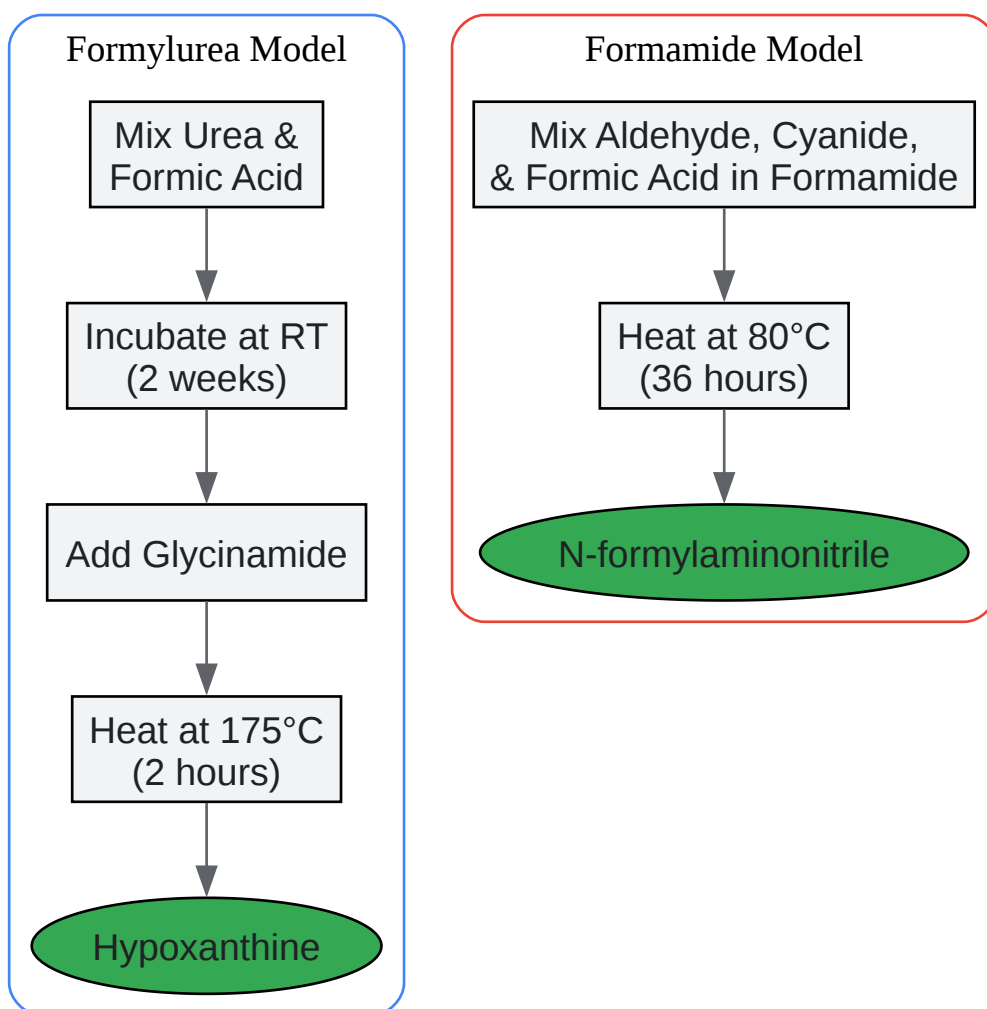 Formylurea Model
Mix Urea &
Formic Acid
Incubate at RT
(2 weeks)
Add Glycinamide
Heat at 175°C
(2 hours)
Hypoxanthine
Formamide Model
Mix Aldehyde, Cyanide,
& Formic Acid in Formamide
Heat at 80°C
(36 hours)
N-formylaminonitrile